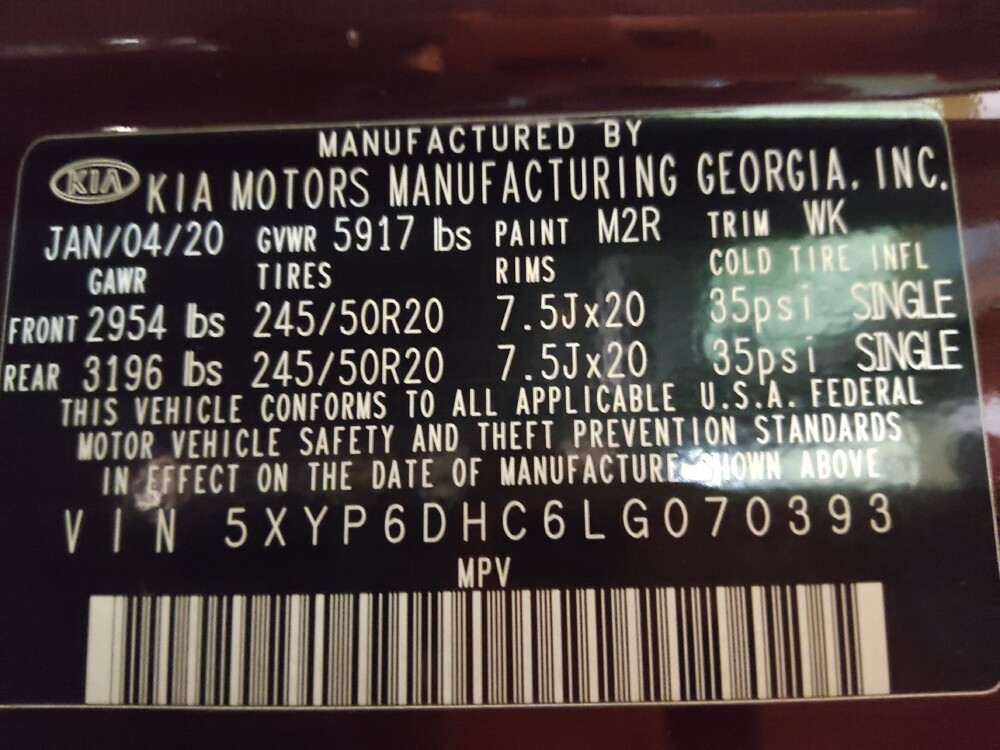 MANUFACTURED BY
KIA KIA MOTORS MANUFACTURING GEORGIA, INC.
JAN/04/20 GVWR 5917 lbs PAINT M2R TRIM WK
GAWR TIRES RIMS COLD TIRE INFL
FRONT 2954 lbs 245/50R20 7.5Jx20 35psi SINGLE
REAR 3196 lbs 245/50R20 7.5Jx20 35psi SINGLE
THIS VEHICLE CONFORMS TO ALL APPLICABLE U.S.A. FEDERAL
MOTOR VEHICLE SAFETY AND THEFT PREVENTION STANDARDS
IN EFFECT ON THE DATE OF MANUFACTURE SHOWN ABOVE
VIN 5XYP6DHC6LG070393
MPV